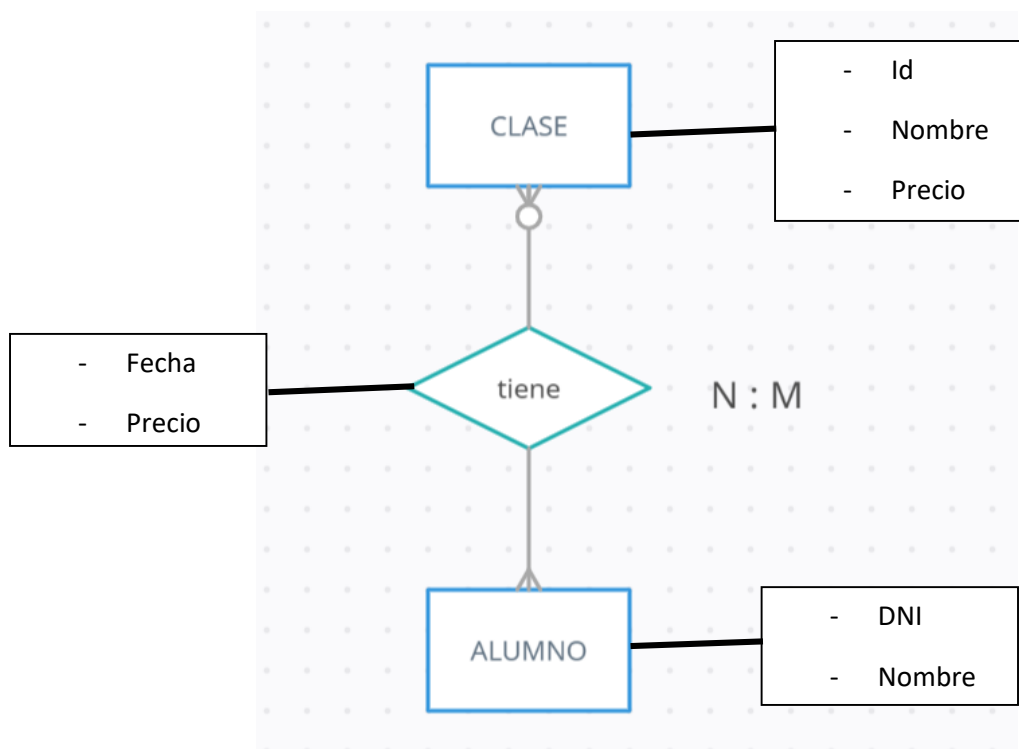 CLASE
- Id
- Nombre
- Precio
- Fecha
- Precio
tiene
N : M
ALUMNO
- DNI
- Nombre